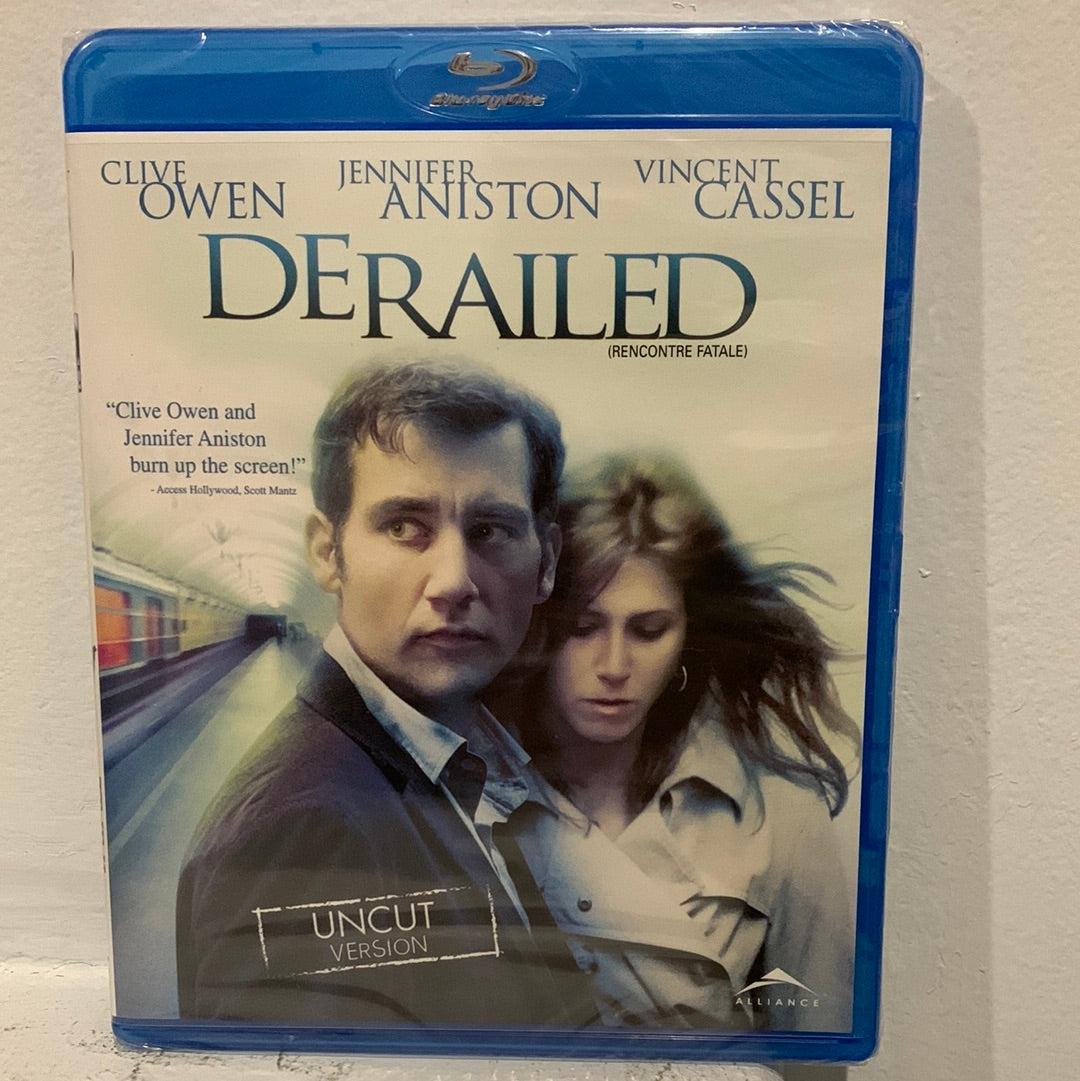 Blu-ray Disc
CLIVE JENNIFER VINCENT
OWEN ANISTON CASSEL
DERAILED
(RENCONTRE FATALE)
“Clive Owen and
Jennifer Aniston
burn up the screen!”
- Access Hollywood, Scott Mantz
UNCUT
VERSION
ALLIANCE